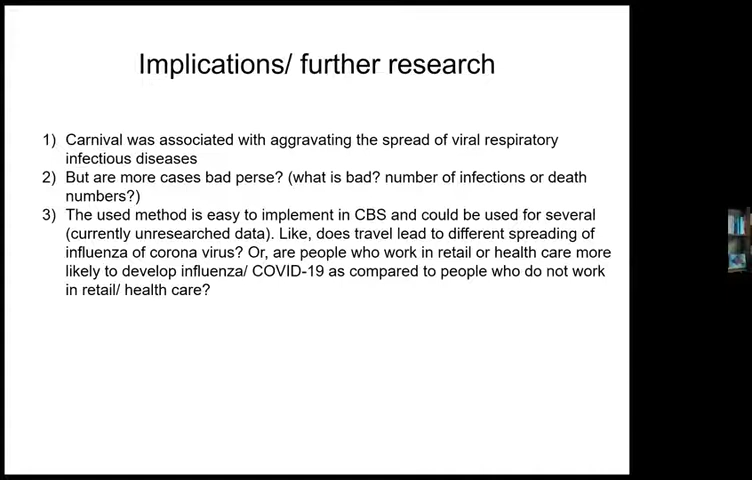 Implications/ further research
1) Carnival was associated with aggravating the spread of viral respiratory
infectious diseases
2) But are more cases bad perse? (what is bad? number of infections or death
numbers?)
3) The used method is easy to implement in CBS and could be used for several
(currently unresearched data). Like, does travel lead to different spreading of
influenza of corona virus? Or, are people who work in retail or health care more
likely to develop influenza/ COVID-19 as compared to people who do not work
in retail/ health care?